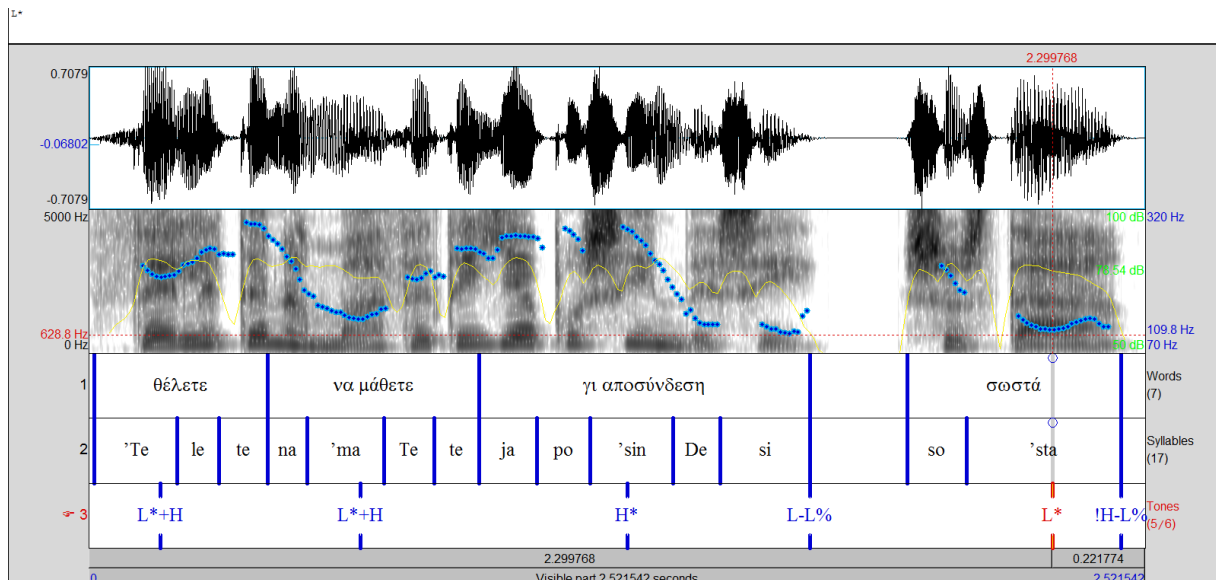 L*
2.299768
0.7079
-0.06802
-0.7079
5000 Hz 100 dB 320 Hz
628.8 Hz 109.8 Hz
0 Hz 70 Hz
1 θέλετε να μάθετε γι αποσύνδεση σωστά Words
(7)
2 'Te le te na 'ma Te te ja po 'sin De si so 'sta Syllables
(17)
3 L*+H L*+H H* L-L% L* !H-L% Tones
(5/6)
2.299768 0.221774
0 Visible part 2.521542 seconds 2.521542